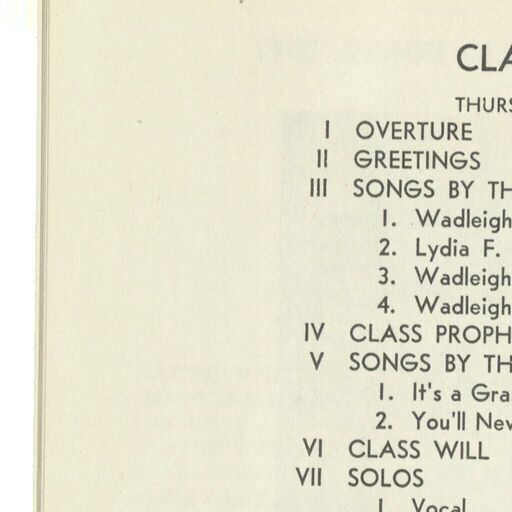 CLA
THURS
I OVERTURE
II GREETINGS
III SONGS BY TH
1. Wadleigh
2. Lydia F.
3. Wadleigh
4. Wadleigh
IV CLASS PROPH
V SONGS BY TH
1. It's a Gra
2. You'll Nev
VI CLASS WILL
VII SOLOS
1. Vocal